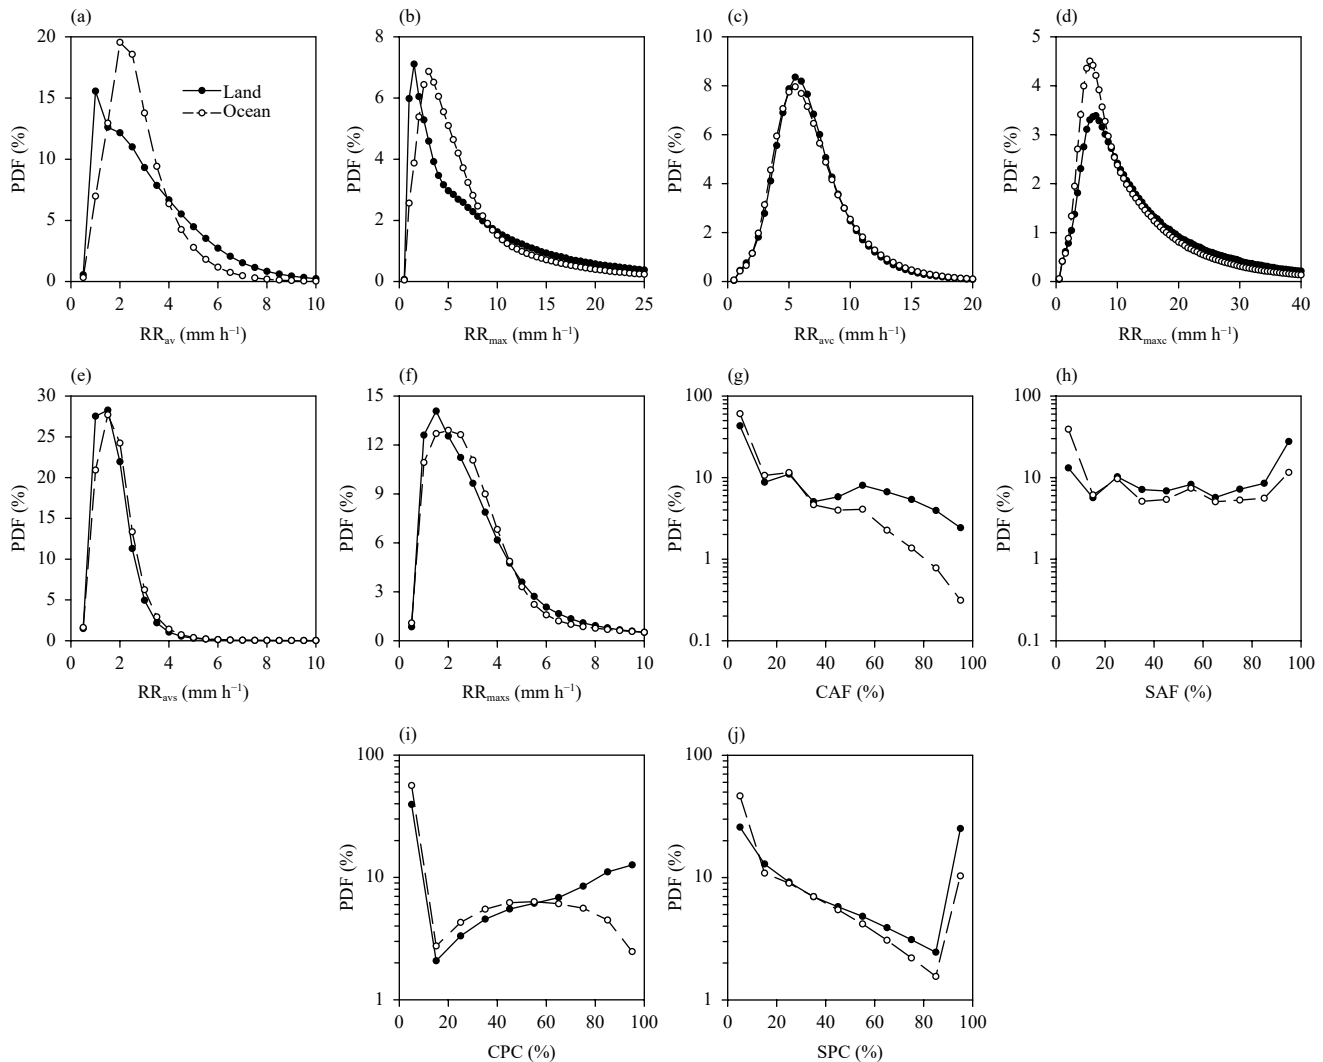 (a)
(b)
(c)
(d)
20
15
10
5
0
PDF (%)
Land
Ocean
0 2 4 6 8 10
RRav (mm h−1)
8
6
4
2
0
PDF (%)
0 5 10 15 20 25
RRmax (mm h−1)
10
8
6
4
2
0
PDF (%)
0 5 10 15 20
RRavc (mm h−1)
5
4
3
2
1
0
PDF (%)
0 10 20 30 40
RRmaxc (mm h−1)
(e)
(f)
(g)
(h)
30
25
20
15
10
5
0
PDF (%)
0 2 4 6 8 10
RRavs (mm h−1)
15
12
9
6
3
0
PDF (%)
0 2 4 6 8 10
RRmaxs (mm h−1)
100
10
1
0.1
PDF (%)
0 20 40 60 80 100
CAF (%)
100
10
1
0.1
PDF (%)
0 20 40 60 80 100
SAF (%)
(i)
(j)
100
10
1
PDF (%)
0 20 40 60 80 100
CPC (%)
100
10
1
PDF (%)
0 20 40 60 80 100
SPC (%)